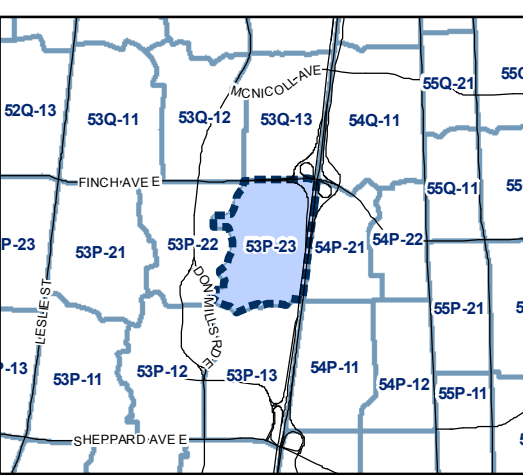 MCNICOLL AVE
55Q-21
52Q-13
53Q-11
53Q-12
53Q-13
54Q-11
FINCH AVE E
55Q-11
P-23
53P-21
53P-22
53P-23
54P-21
54P-22
LESLIE ST
DON MILLS RD E
55P-21
-13
53P-11
53P-12
53P-13
54P-11
54P-12
55P-11
SHEPPARD AVE E